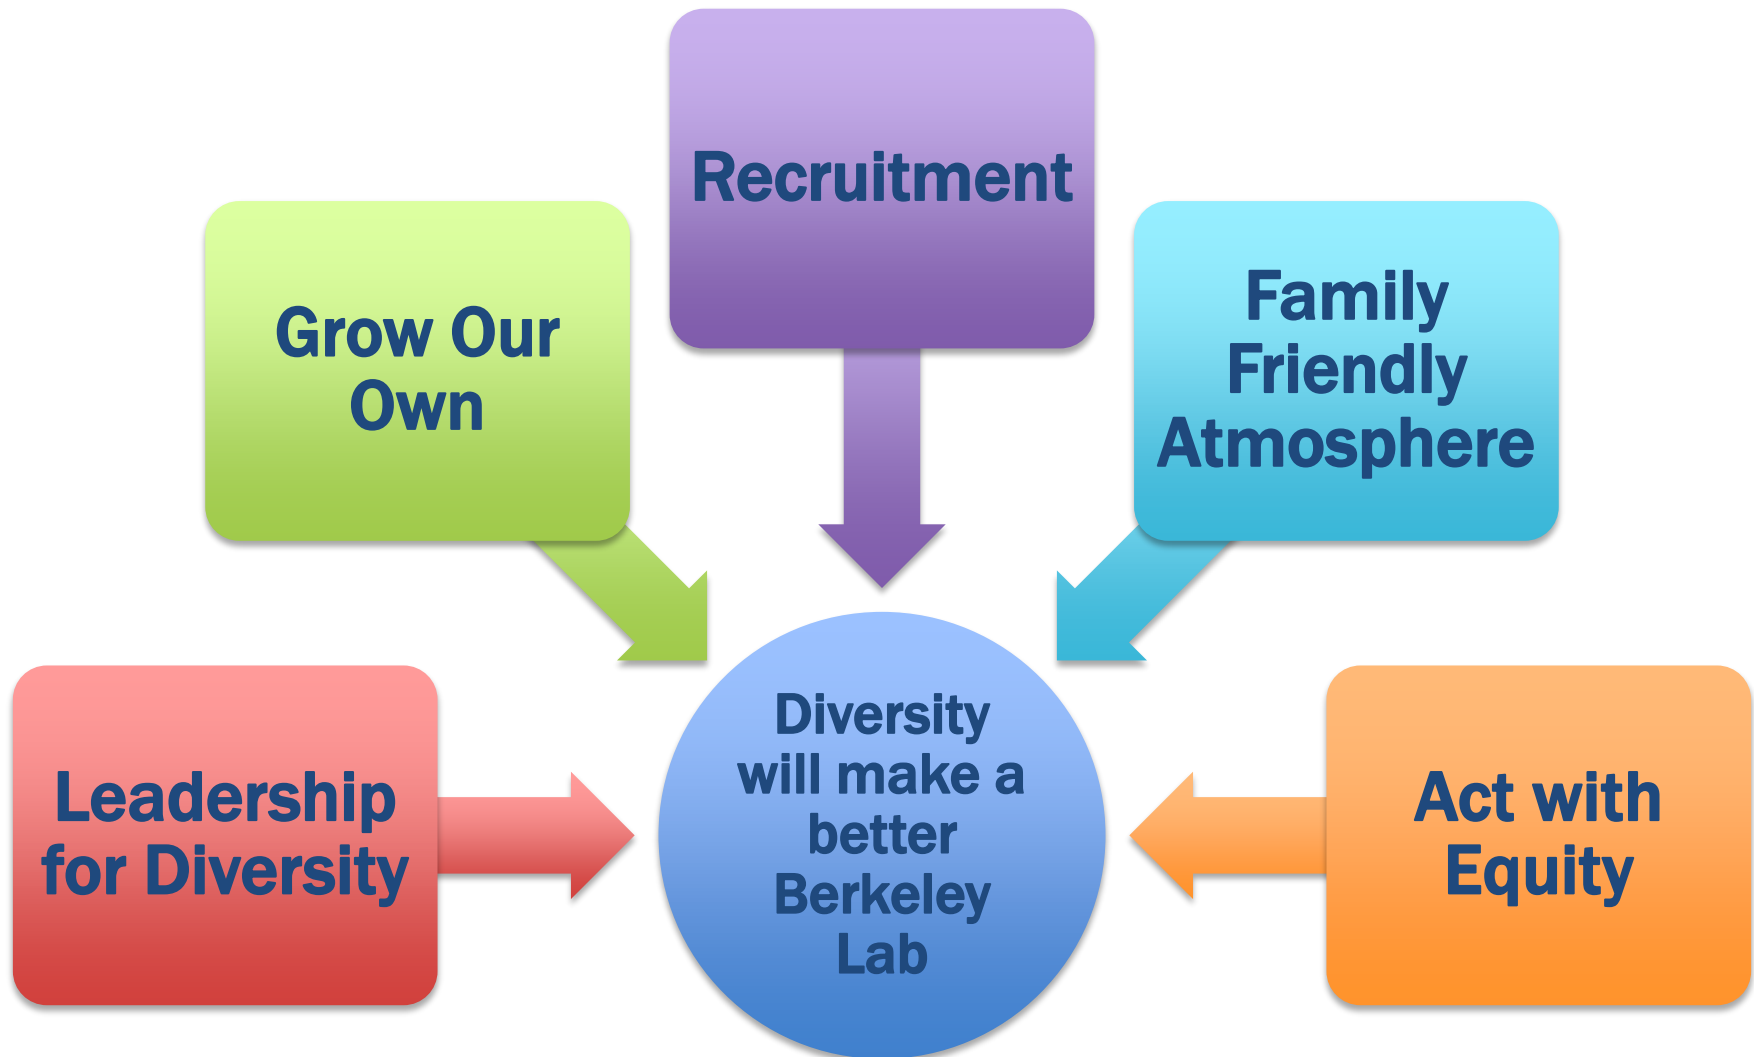 Recruitment
Grow Our
Own
Family
Friendly
Atmosphere
Leadership
for Diversity
Diversity
will make a
better
Berkeley
Lab
Act with
Equity